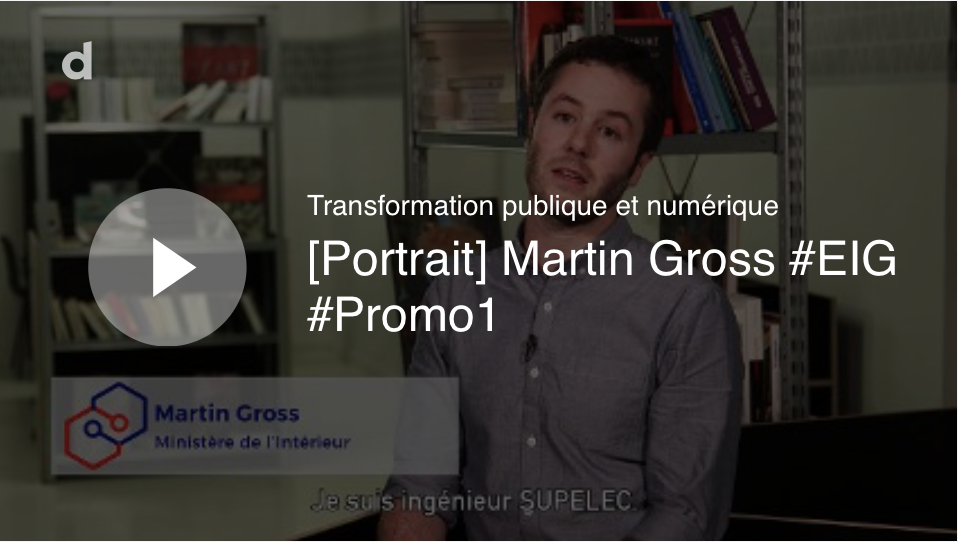 d
Transformation publique et numérique
[Portrait] Martin Gross #EIG
#Promo1
Martin Gross
Ministère de l'Intérieur
Je suis ingénieur SUPELEC.